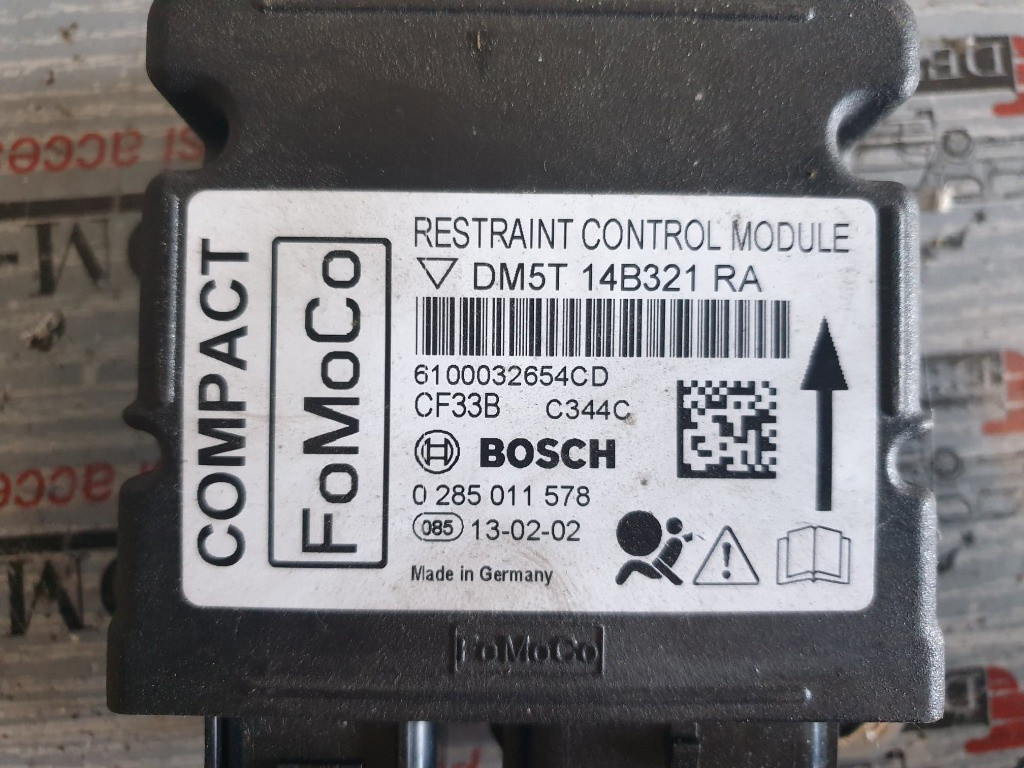 COMPACT
FoMoCo
RESTRAINT CONTROL MODULE
DM5T 14B321 RA
6100032654CD
CF33B C344C
BOSCH
0 285 011 578
085 13-02-02
Made in Germany
FoMoCo